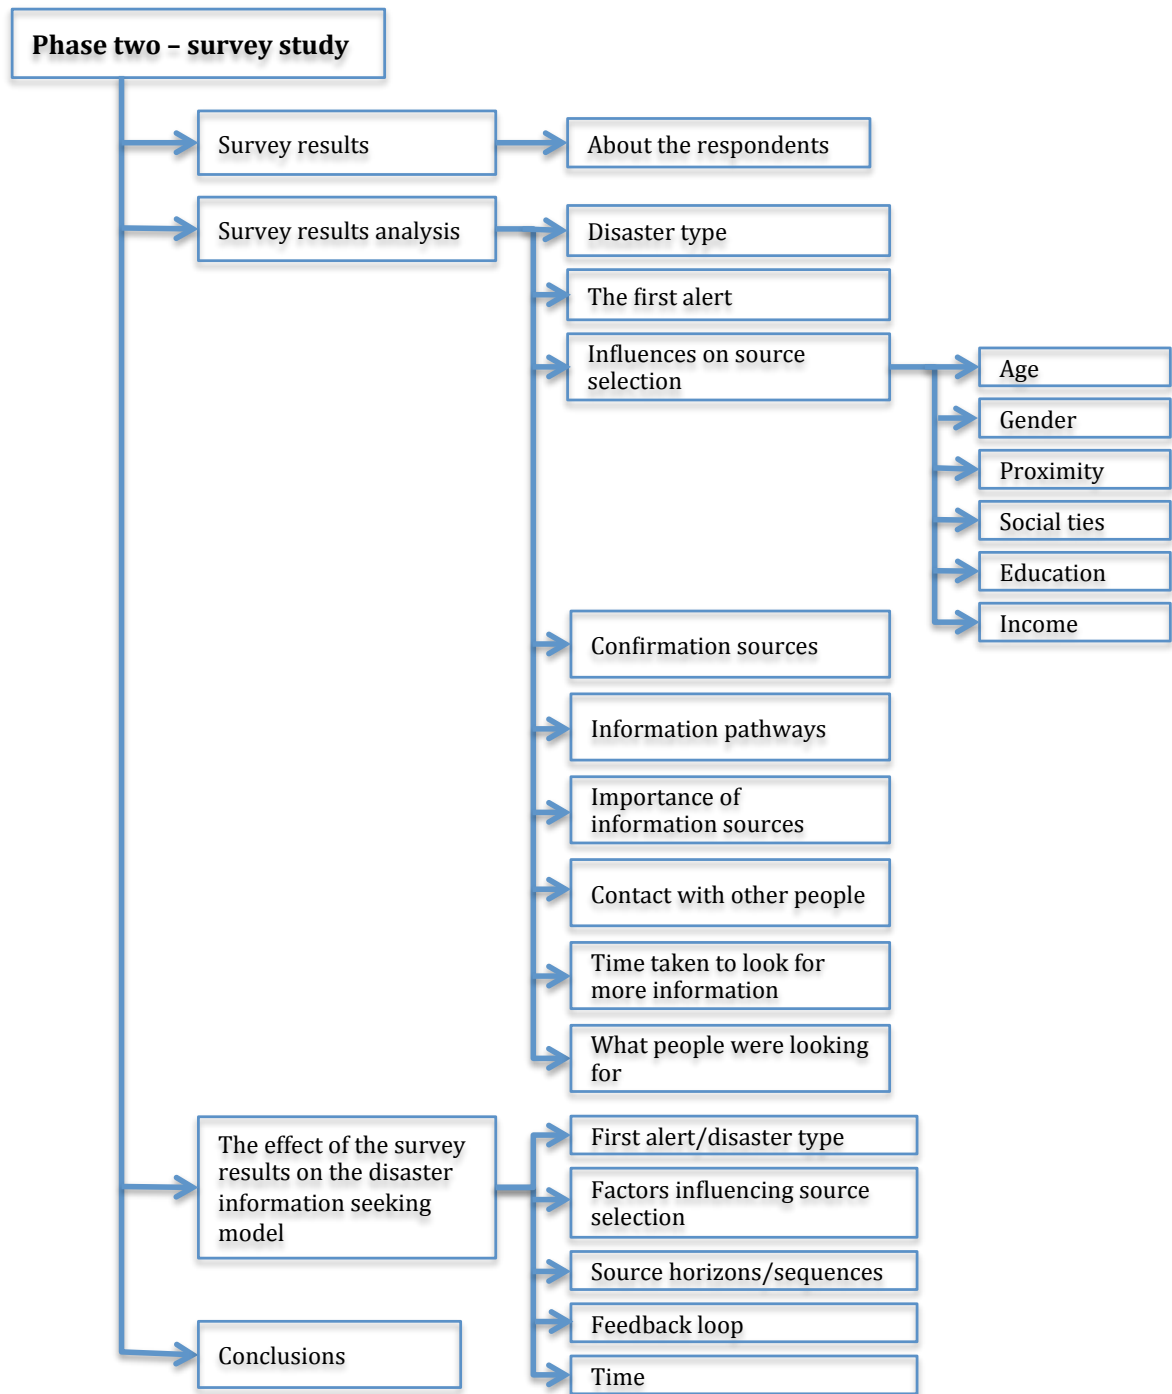 Phase two – survey study
Survey results
About the respondents
Survey results analysis
Disaster type
The first alert
Influences on source
selection
Age
Gender
Proximity
Social ties
Education
Income
Confirmation sources
Information pathways
Importance of
information sources
Contact with other people
Time taken to look for
more information
What people were looking
for
The effect of the survey
results on the disaster
information seeking
model
First alert/disaster type
Factors influencing source
selection
Source horizons/sequences
Feedback loop
Time
Conclusions